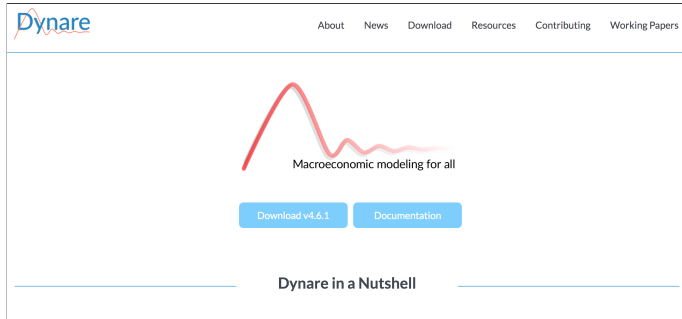 Dynare
About News Download Resources Contributing Working Papers
Macroeconomic modeling for all
Download v4.6.1 Documentation
Dynare in a Nutshell